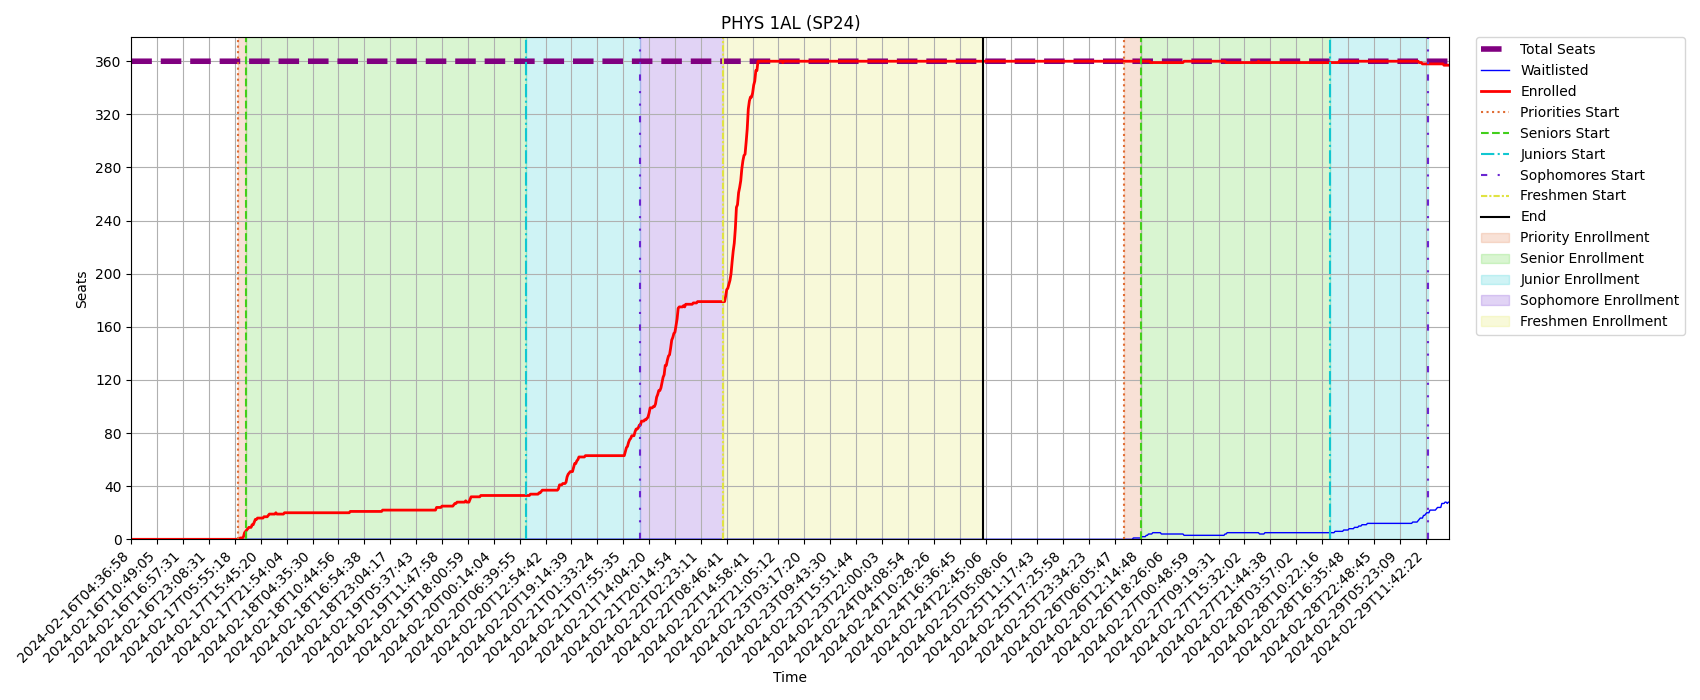 PHYS 1AL (SP24)
Seats
360
320
280
240
200
160
120
80
40
0
2024-02-16T04:36:58
2024-02-16T10:49:05
2024-02-16T16:57:31
2024-02-16T23:08:31
2024-02-17T05:55:18
2024-02-17T15:45:20
2024-02-17T21:54:04
2024-02-18T04:35:30
2024-02-18T10:44:56
2024-02-18T16:54:38
2024-02-18T23:04:17
2024-02-19T05:37:43
2024-02-19T11:47:58
2024-02-19T18:00:59
2024-02-20T00:14:04
2024-02-20T06:39:55
2024-02-20T12:54:42
2024-02-20T19:14:39
2024-02-21T01:33:24
2024-02-21T07:55:35
2024-02-21T14:04:20
2024-02-21T20:14:54
2024-02-22T02:23:11
2024-02-22T08:46:41
2024-02-22T14:58:41
2024-02-22T21:05:12
2024-02-23T03:17:20
2024-02-23T09:43:30
2024-02-23T15:51:44
2024-02-23T22:00:03
2024-02-24T04:08:54
2024-02-24T10:28:26
2024-02-24T16:36:45
2024-02-24T22:45:06
2024-02-25T05:08:06
2024-02-25T11:17:43
2024-02-25T17:25:58
2024-02-25T23:34:23
2024-02-26T06:05:47
2024-02-26T12:14:48
2024-02-26T18:26:06
2024-02-27T00:48:59
2024-02-27T09:19:31
2024-02-27T15:32:02
2024-02-27T21:44:38
2024-02-28T03:57:02
2024-02-28T10:22:16
2024-02-28T16:35:48
2024-02-28T22:48:45
2024-02-29T05:23:09
2024-02-29T11:42:22
Time
Total Seats
Waitlisted
Enrolled
Priorities Start
Seniors Start
Juniors Start
Sophomores Start
Freshmen Start
End
Priority Enrollment
Senior Enrollment
Junior Enrollment
Sophomore Enrollment
Freshmen Enrollment